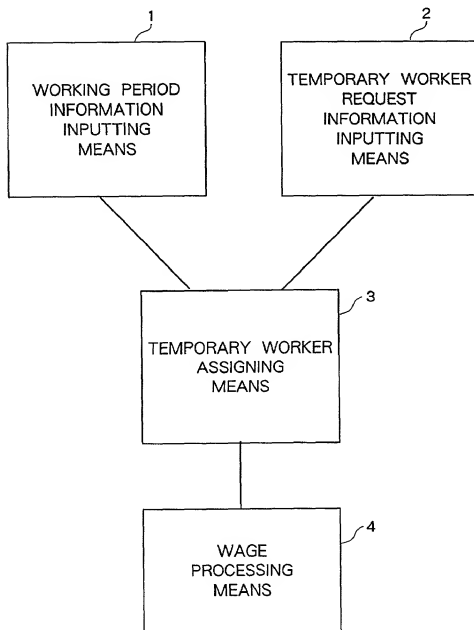 1
WORKING PERIOD
INFORMATION
INPUTTING
MEANS
2
TEMPORARY WORKER
REQUEST
INFORMATION
INPUTTING
MEANS
3
TEMPORARY WORKER
ASSIGNING
MEANS
4
WAGE
PROCESSING
MEANS